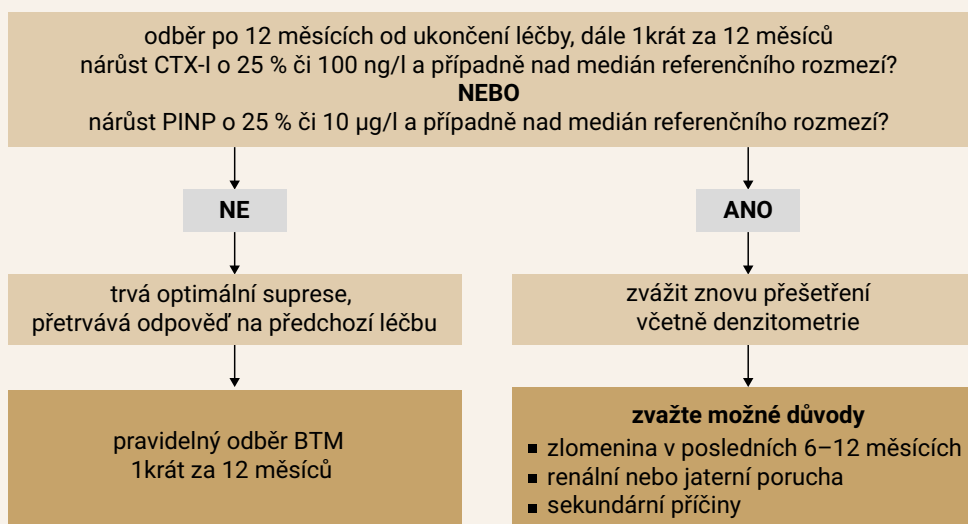 odběr po 12 měsících od ukončení léčby, dále 1krát za 12 měsíců
nárůst CTX-I o 25 % či 100 ng/l a případně nad medián referenčního rozmezí?
NEBO
nárůst PINP o 25 % či 10 µg/l a případně nad medián referenčního rozmezí?
NE
ANO
trvá optimální suprese,
přetrvává odpověď na předchozí léčbu
zvážit znovu přešetření
včetně denzitometrie
pravidelný odběr BTM
1krát za 12 měsíců
zvažte možné důvody
▪ zlomenina v posledních 6–12 měsících
▪ renální nebo jaterní porucha
▪ sekundární příčiny